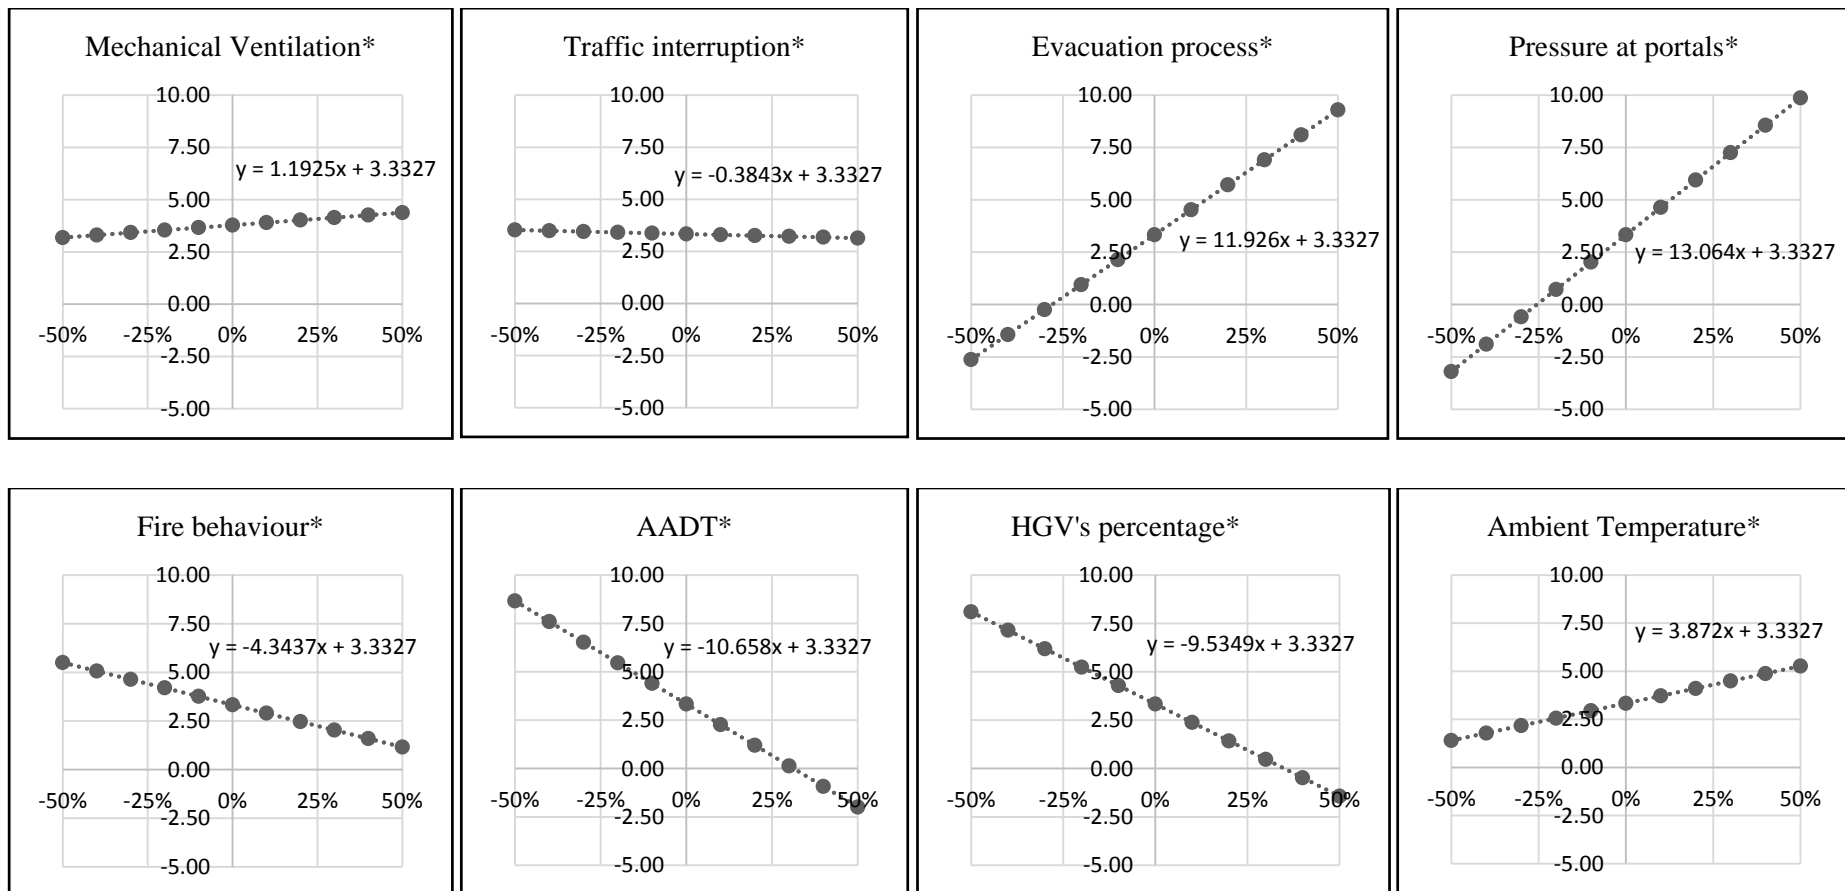 Mechanical Ventilation*
10.00
7.50
y = 1.1925x + 3.3327
5.00
2.50
0.00
-50% -25% 0% 25% 50%
-2.50
-5.00
Traffic interruption*
10.00
7.50
y = -0.3843x + 3.3327
5.00
2.50
0.00
-50% -25% 0% 25% 50%
-2.50
-5.00
Evacuation process*
10.00
7.50
5.00
y = 11.926x + 3.3327
2.50
0.00
-50% -25% 0% 25% 50%
-2.50
-5.00
Pressure at portals*
10.00
7.50
5.00
y = 13.064x + 3.3327
2.50
0.00
-50% -25% 0% 25% 50%
-2.50
-5.00
Fire behaviour*
10.00
7.50
y = -4.3437x + 3.3327
5.00
2.50
0.00
-50% -25% 0% 25% 50%
-2.50
-5.00
AADT*
10.00
7.50
y = -10.658x + 3.3327
5.00
2.50
0.00
-50% -25% 0% 25% 50%
-2.50
-5.00
HGV's percentage*
10.00
7.50
y = -9.5349x + 3.3327
5.00
2.50
0.00
-50% -25% 0% 25% 50%
-2.50
-5.00
Ambient Temperature*
10.00
7.50
y = 3.872x + 3.3327
5.00
2.50
0.00
-50% -25% 0% 25% 50%
-2.50
-5.00